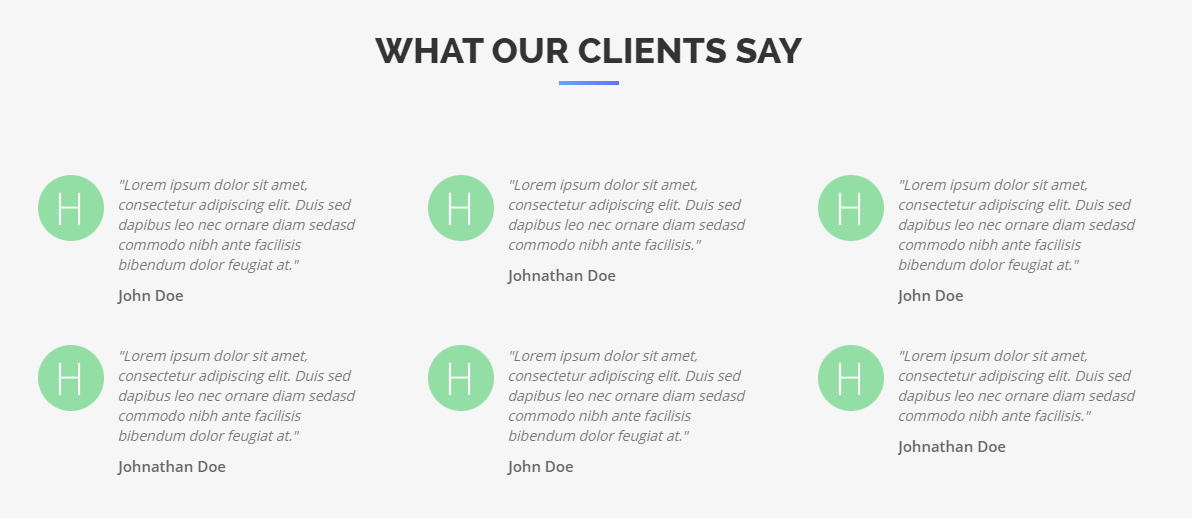 WHAT OUR CLIENTS SAY
H
"Lorem ipsum dolor sit amet,
consectetur adipiscing elit. Duis sed
dapibus leo nec ornare diam sedasd
commodo nibh ante facilisis
bibendum dolor feugiat at."
John Doe
H
"Lorem ipsum dolor sit amet,
consectetur adipiscing elit. Duis sed
dapibus leo nec ornare diam sedasd
commodo nibh ante facilisis."
Johnathan Doe
H
"Lorem ipsum dolor sit amet,
consectetur adipiscing elit. Duis sed
dapibus leo nec ornare diam sedasd
commodo nibh ante facilisis
bibendum dolor feugiat at."
John Doe
H
"Lorem ipsum dolor sit amet,
consectetur adipiscing elit. Duis sed
dapibus leo nec ornare diam sedasd
commodo nibh ante facilisis
bibendum dolor feugiat at."
Johnathan Doe
H
"Lorem ipsum dolor sit amet,
consectetur adipiscing elit. Duis sed
dapibus leo nec ornare diam sedasd
commodo nibh ante facilisis
bibendum dolor feugiat at."
John Doe
H
"Lorem ipsum dolor sit amet,
consectetur adipiscing elit. Duis sed
dapibus leo nec ornare diam sedasd
commodo nibh ante facilisis."
Johnathan Doe